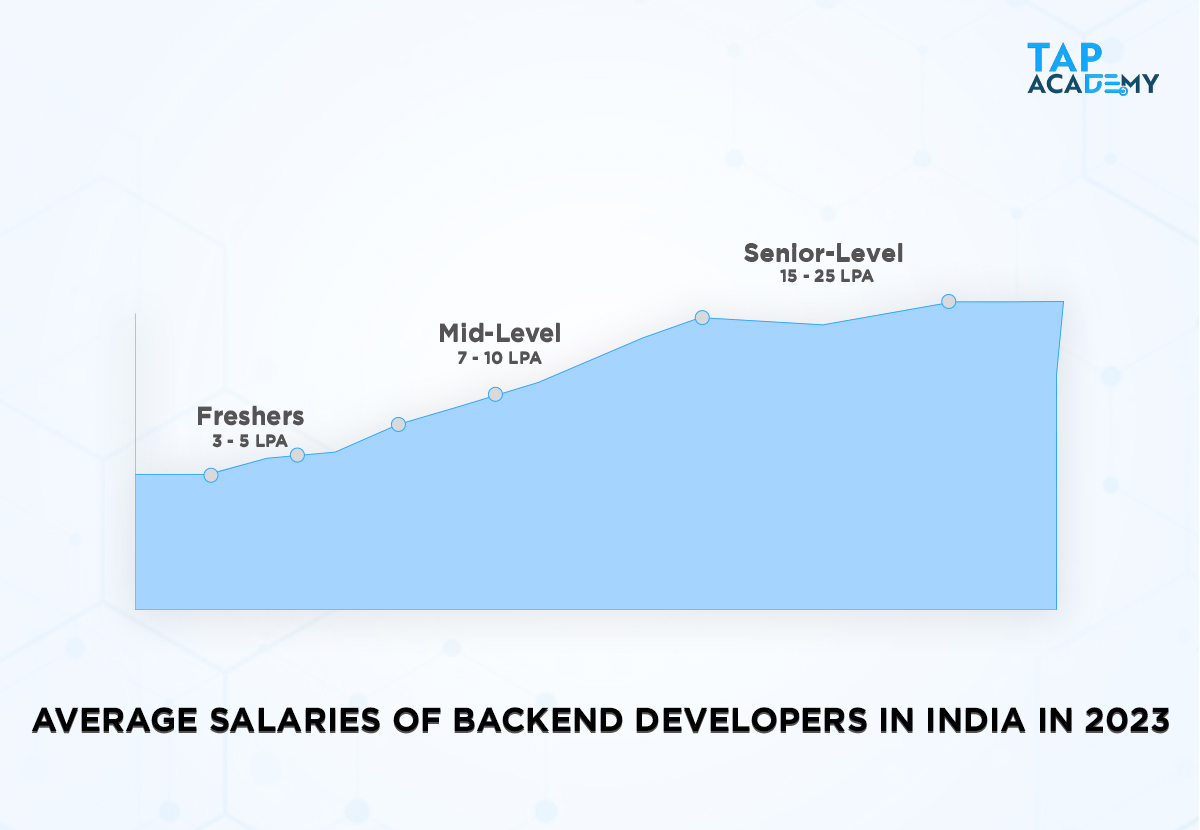 TAP
ACADEMY
Senior-Level
15 - 25 LPA
Mid-Level
7 - 10 LPA
Freshers
3 - 5 LPA
AVERAGE SALARIES OF BACKEND DEVELOPERS IN INDIA IN 2023